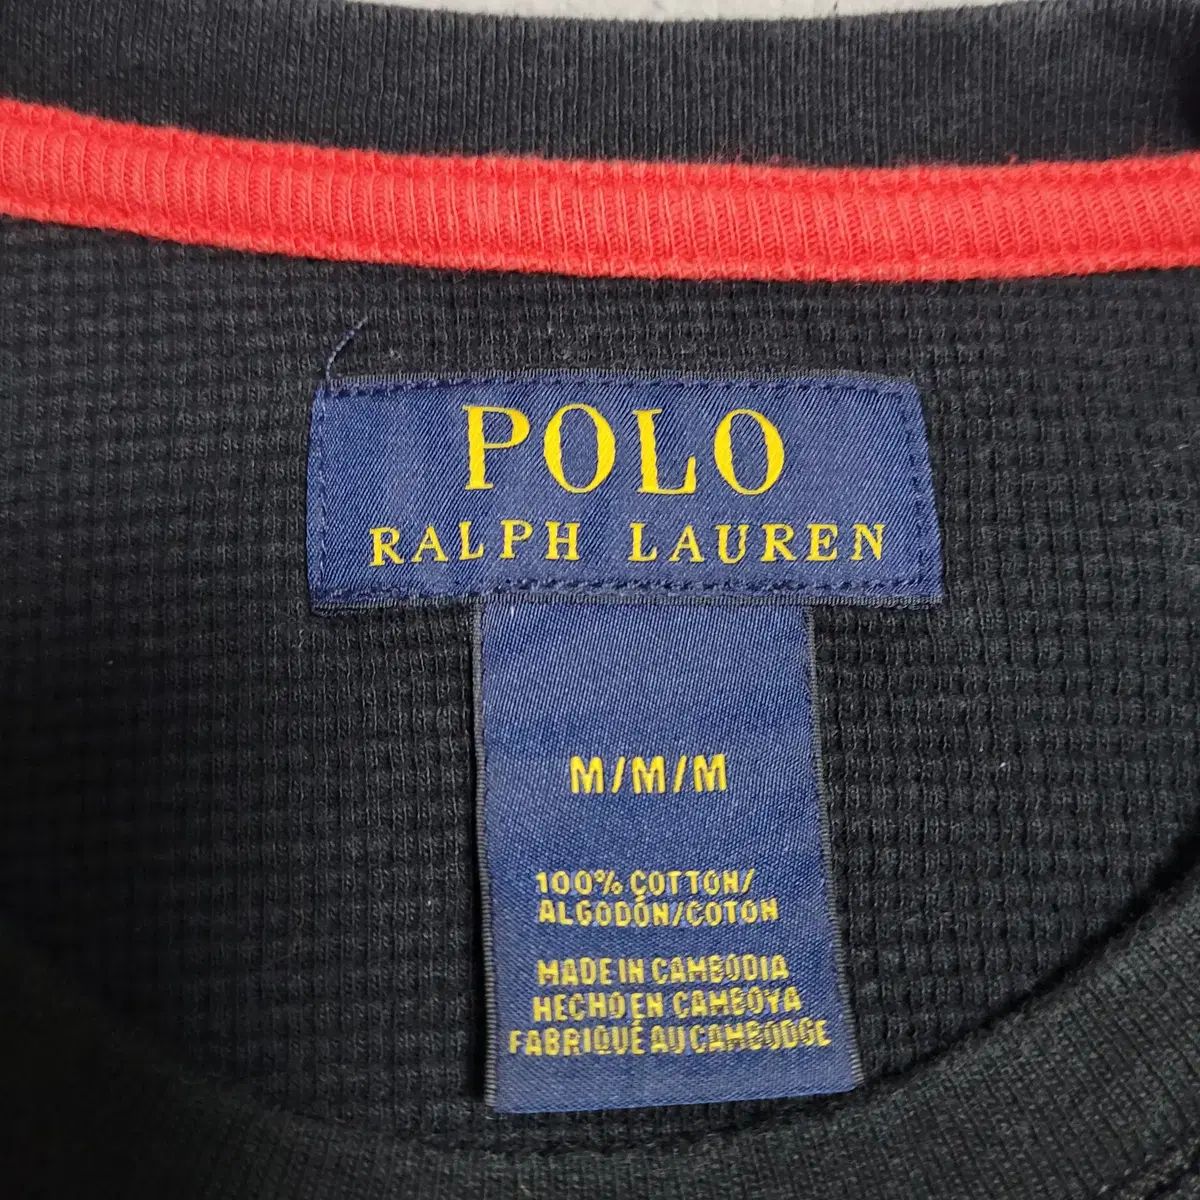 POLO
RALPH LAUREN
M/M/M
100% COTTON/
ALGODÓN/COTON
MADE IN CAMBODIA
HECHO EN CAMBOYA
FABRIQUÉ AU CAMBODGE